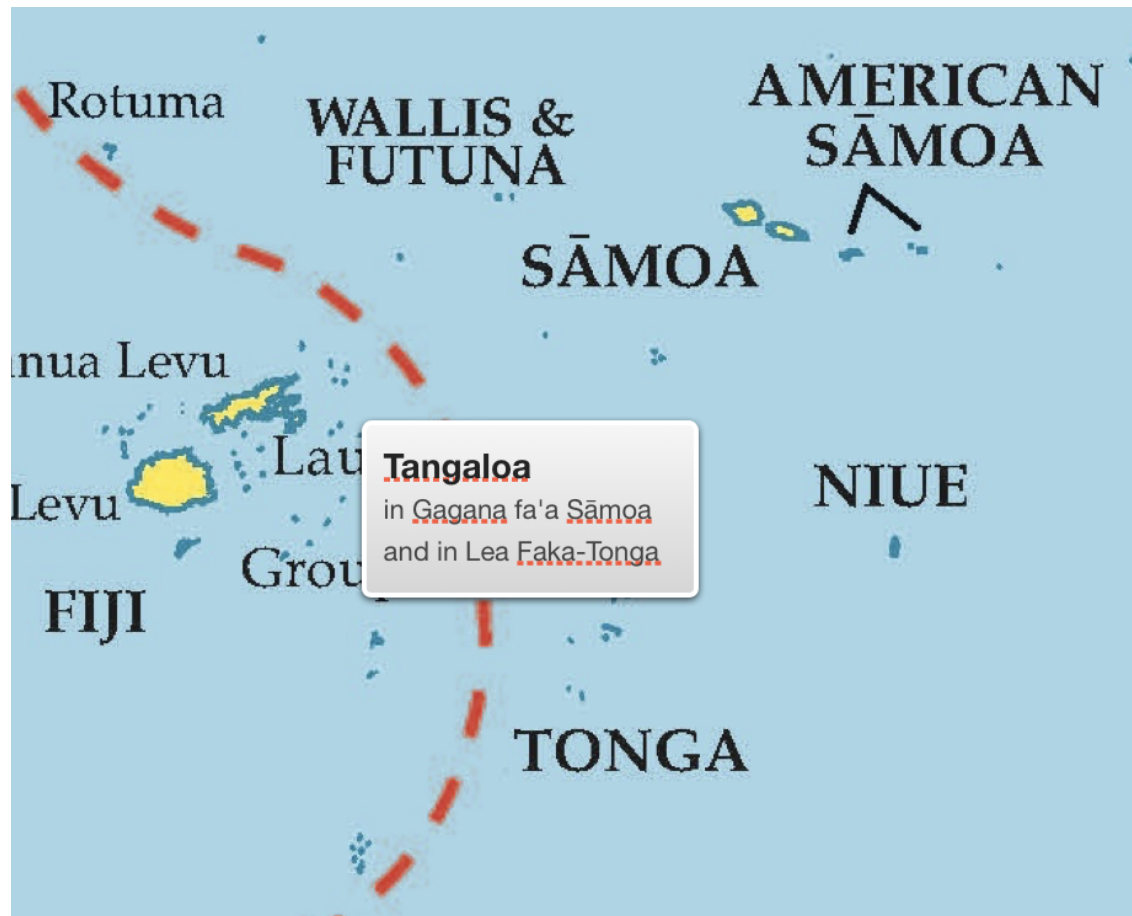 Rotuma
WALLIS &
FUTUNA
AMERICAN
SĀMOA
SĀMOA
nua Levu
Lau
Levu
Tangaloa
in Gagana fa'a Sāmoa
and in Lea Faka-Tonga
NIUE
Group
FIJI
TONGA